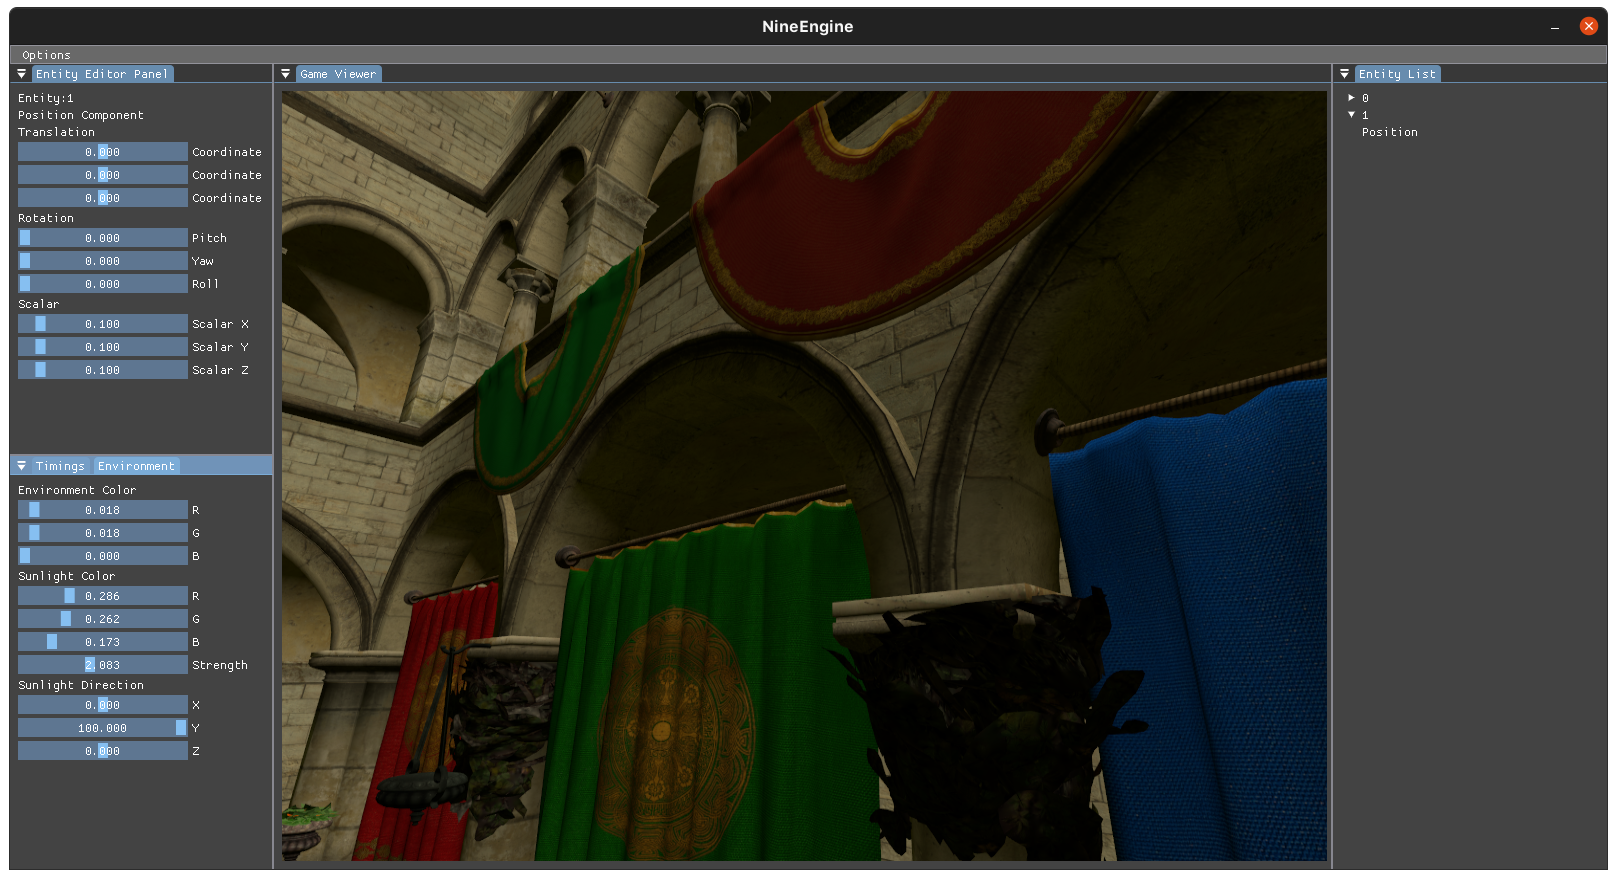 NineEngine
Options
Entity Editor Panel
Entity:1
Position Component
Translation
0.000 Coordinate
0.000 Coordinate
0.000 Coordinate
Rotation
0.000 Pitch
0.000 Yaw
0.000 Roll
Scalar
0.100 Scalar X
0.100 Scalar Y
0.100 Scalar Z
Timings Environment
Environment Color
0.018 R
0.018 G
0.000 B
Sunlight Color
0.286 R
0.262 G
0.173 B
2.083 Strength
Sunlight Direction
0.000 X
100.000 Y
0.000 Z
Game Viewer
Entity List
0
1
Position